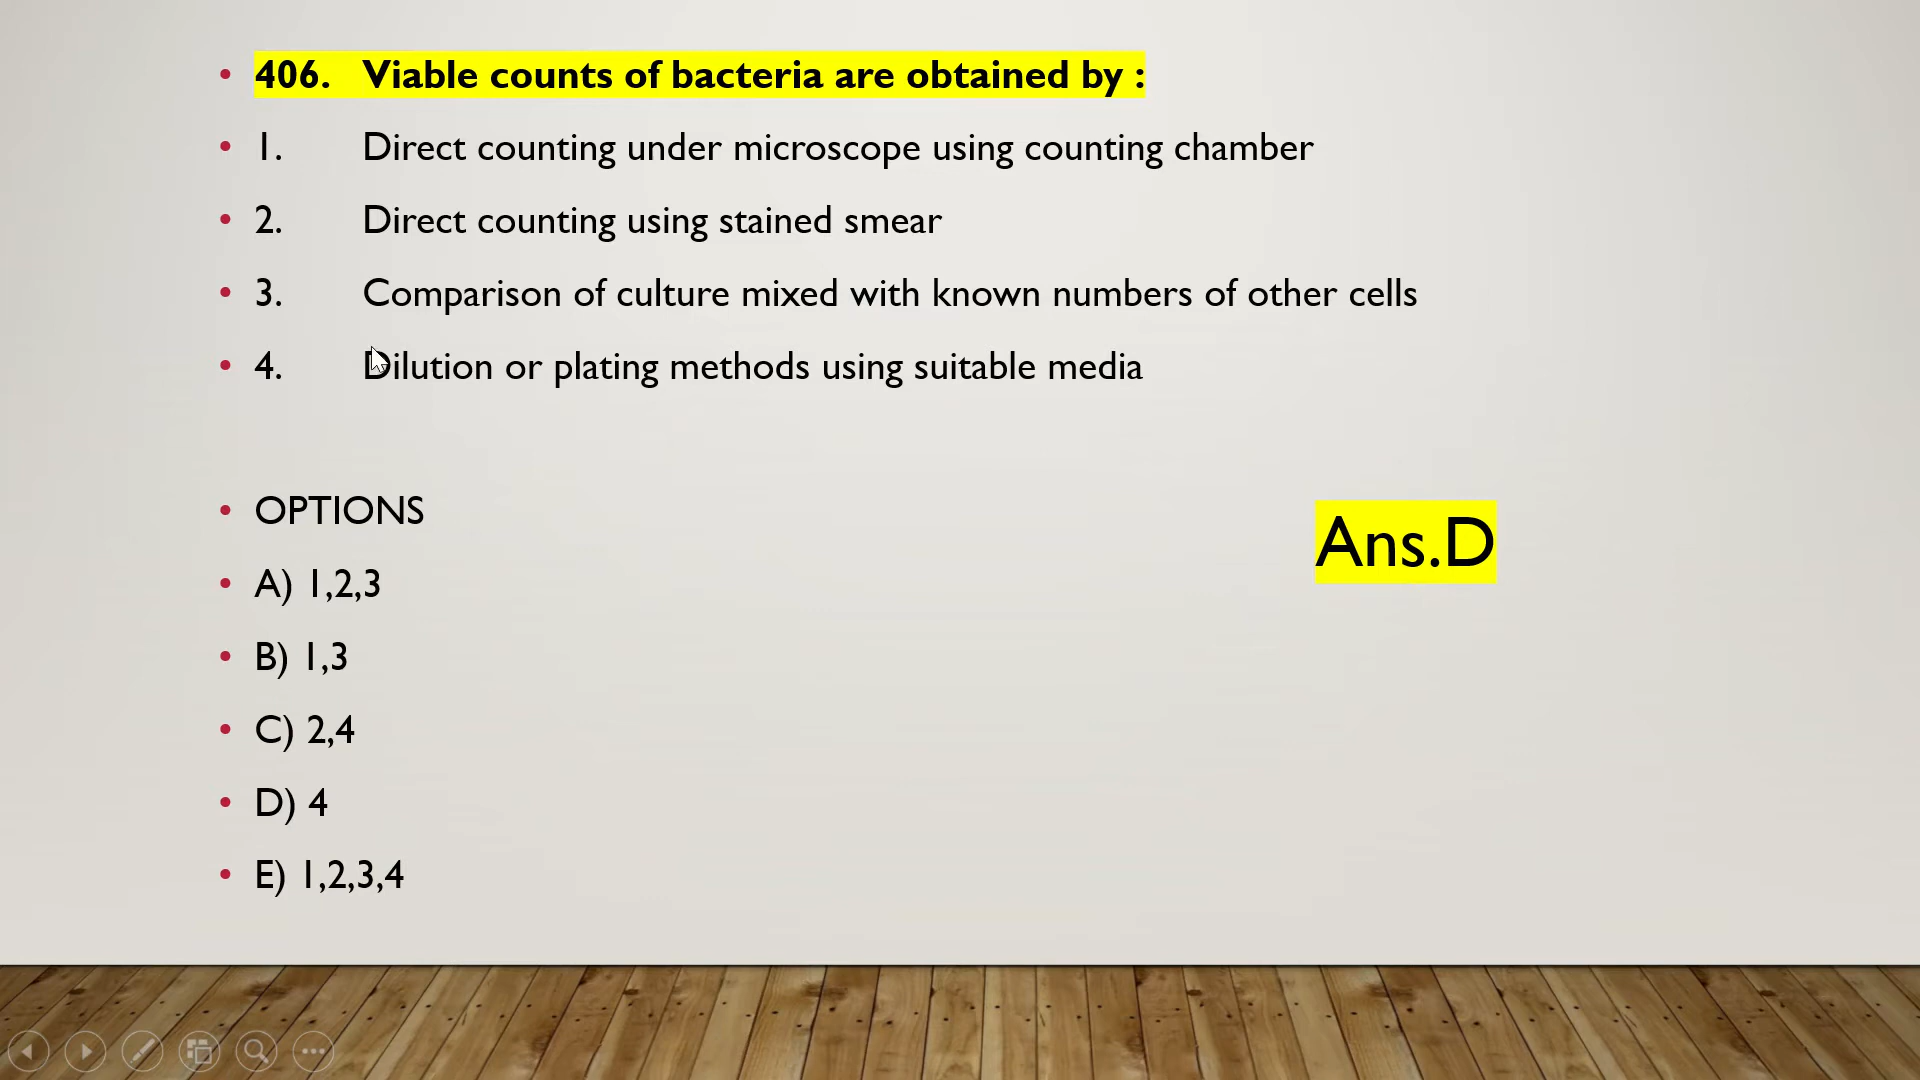 406. Viable counts of bacteria are obtained by :
1. Direct counting under microscope using counting chamber
2. Direct counting using stained smear
3. Comparison of culture mixed with known numbers of other cells
4. Dilution or plating methods using suitable media
OPTIONS
Ans.D
A) 1,2,3
B) 1,3
C) 2,4
D) 4
E) 1,2,3,4